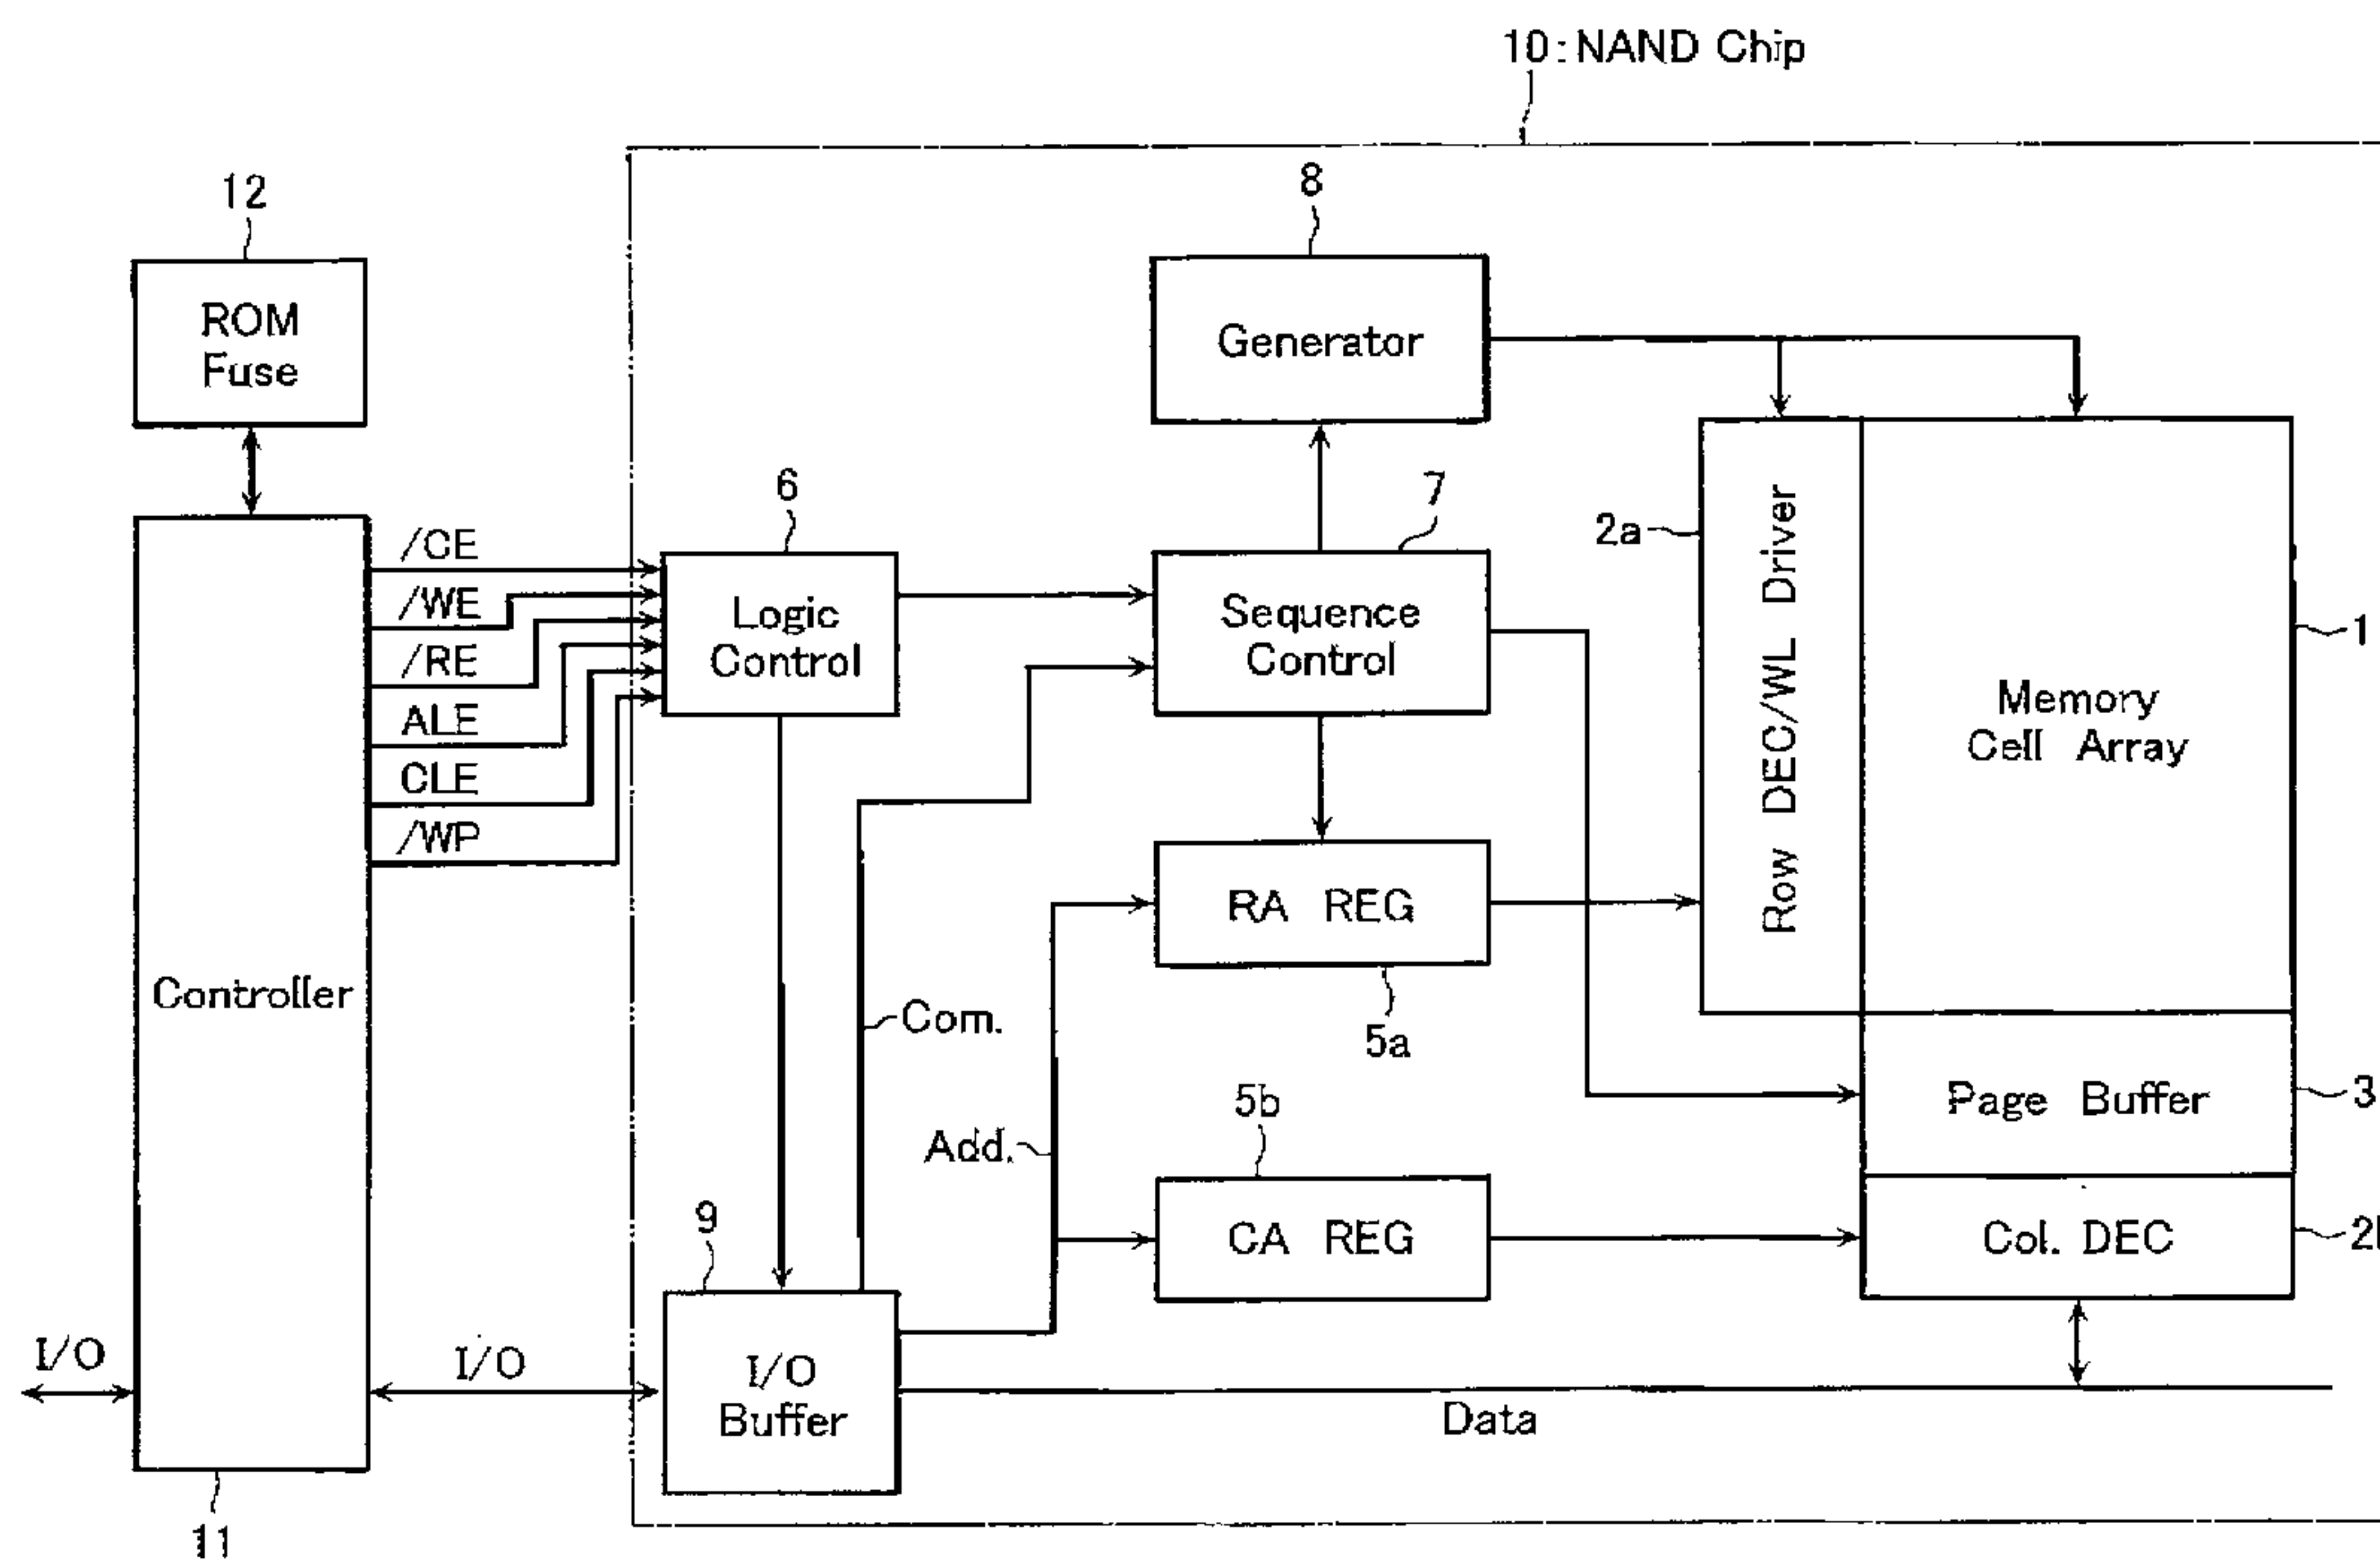 10:NAND Chip
12
8
ROM
Fuse
Generator
6
7
2a
/CE
/WE
/RE
ALE
CLE
/WP
Logic
Control
Sequence
Control
Row DEC/WL Driver
Memory
Cell Array
1
RA REG
5a
Controller
Com.
Add.
5b
Page Buffer
3
9
CA REG
Col. DEC
I/O
I/O
I/O
Buffer
Data
11